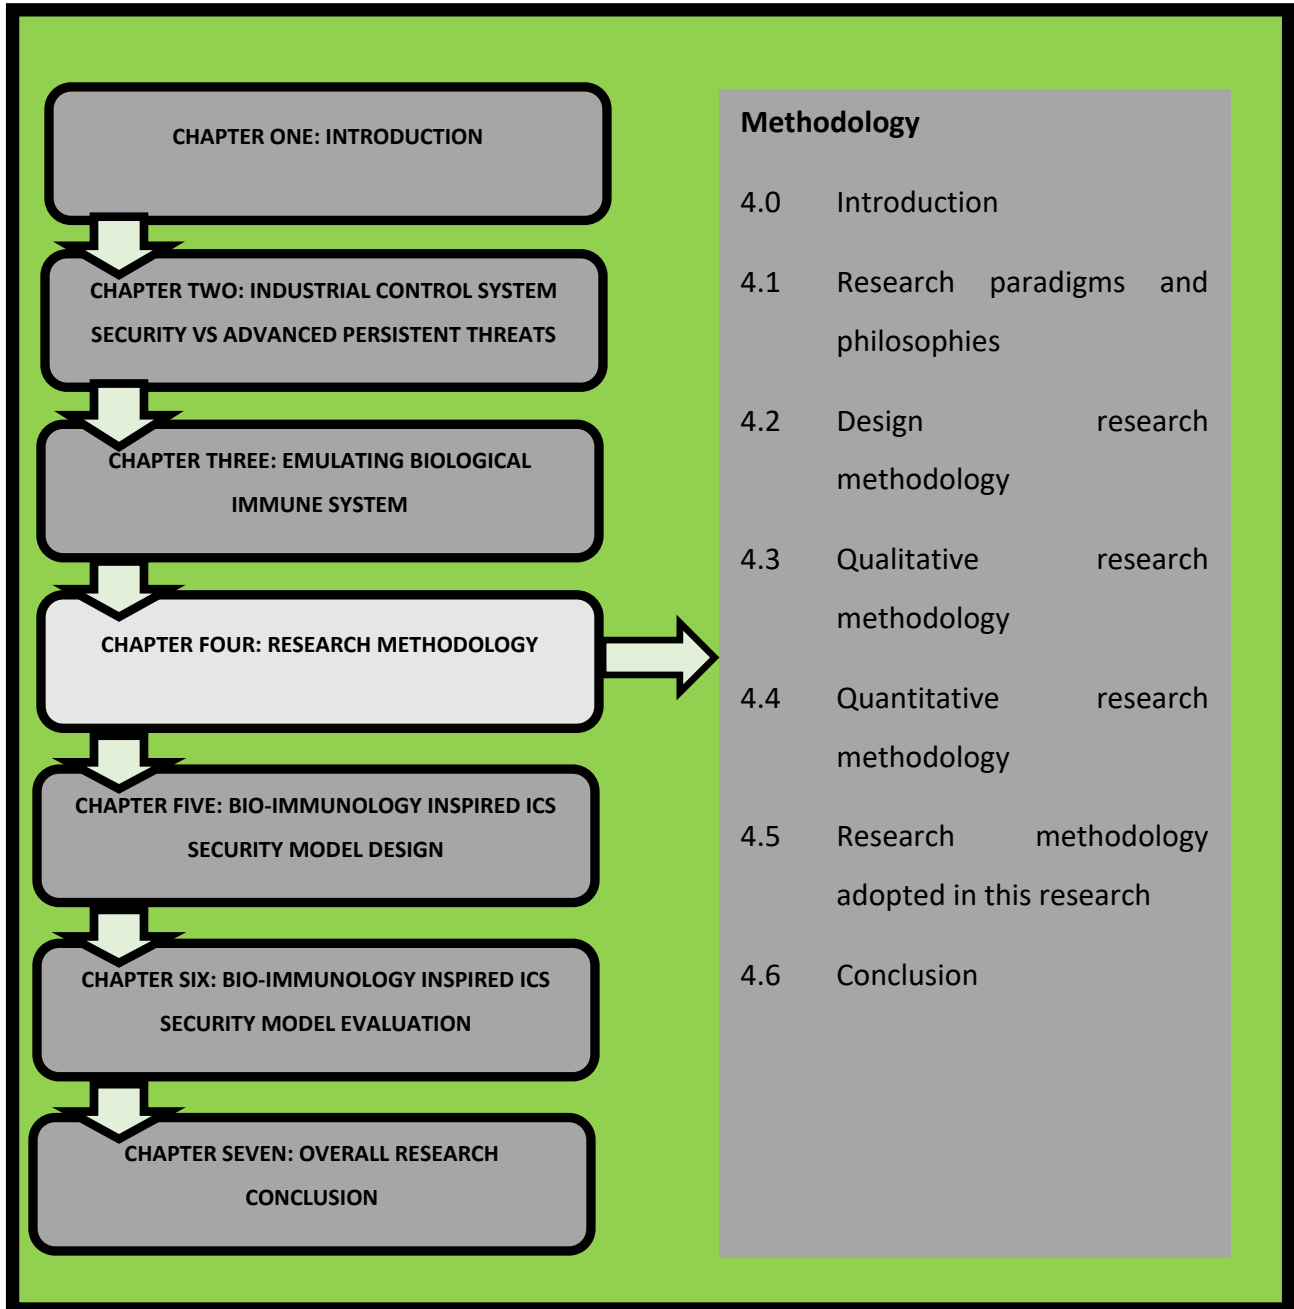 CHAPTER ONE: INTRODUCTION
CHAPTER TWO: INDUSTRIAL CONTROL SYSTEM
SECURITY VS ADVANCED PERSISTENT THREATS
CHAPTER THREE: EMULATING BIOLOGICAL
IMMUNE SYSTEM
CHAPTER FOUR: RESEARCH METHODOLOGY
CHAPTER FIVE: BIO-IMMUNOLOGY INSPIRED ICS
SECURITY MODEL DESIGN
CHAPTER SIX: BIO-IMMUNOLOGY INSPIRED ICS
SECURITY MODEL EVALUATION
CHAPTER SEVEN: OVERALL RESEARCH
CONCLUSION
Methodology
4.0 Introduction
4.1 Research paradigms and
philosophies
4.2 Design research
methodology
4.3 Qualitative research
methodology
4.4 Quantitative research
methodology
4.5 Research methodology
adopted in this research
4.6 Conclusion